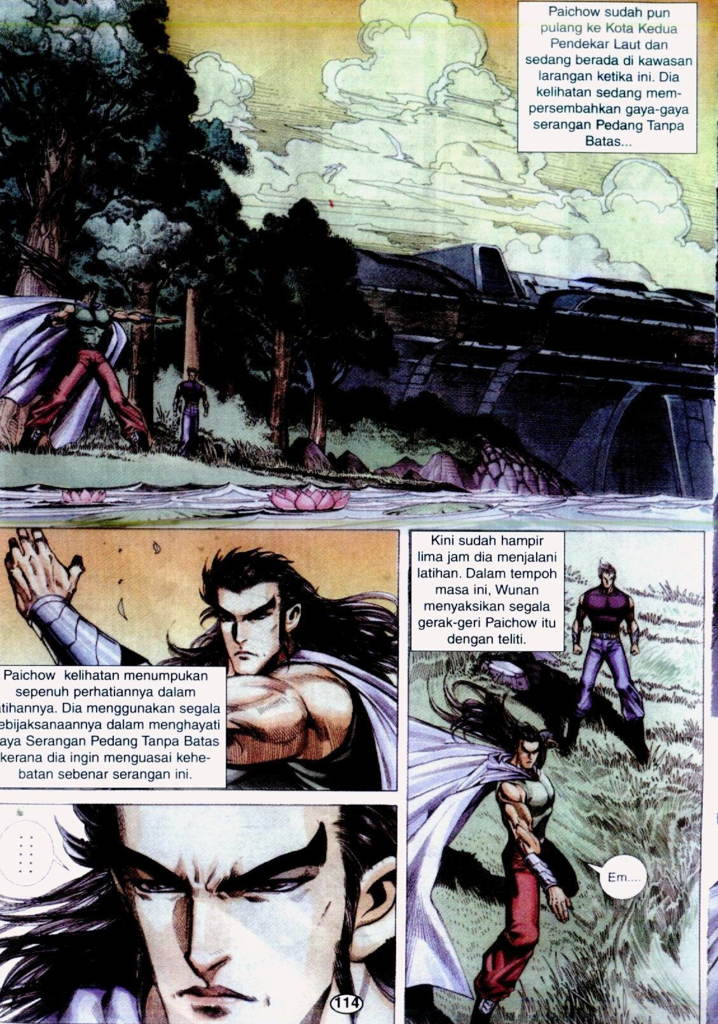 Paichow sudah pun
pulang ke Kota Kedua
Pendekar Laut dan
sedang berada di kawasan
larangan ketika ini. Dia
kelihatan sedang mem-
persembahkan gaya-gaya
serangan Pedang Tanpa
Batas...
Paichow kelihatan menumpukan
sepenuh perhatiannya dalam
tihannya. Dia menggunakan segala
ebijaksanaannya dalam menghayati
aya Serangan Pedang Tanpa Batas
kerana dia ingin menguasai kehe-
batan sebenar serangan ini.
Kini sudah hampir
lima jam dia menjalani
latihan. Dalam tempoh
masa ini, Wunan
menyaksikan segala
gerak-geri Paichow itu
dengan teliti.
Em....
114